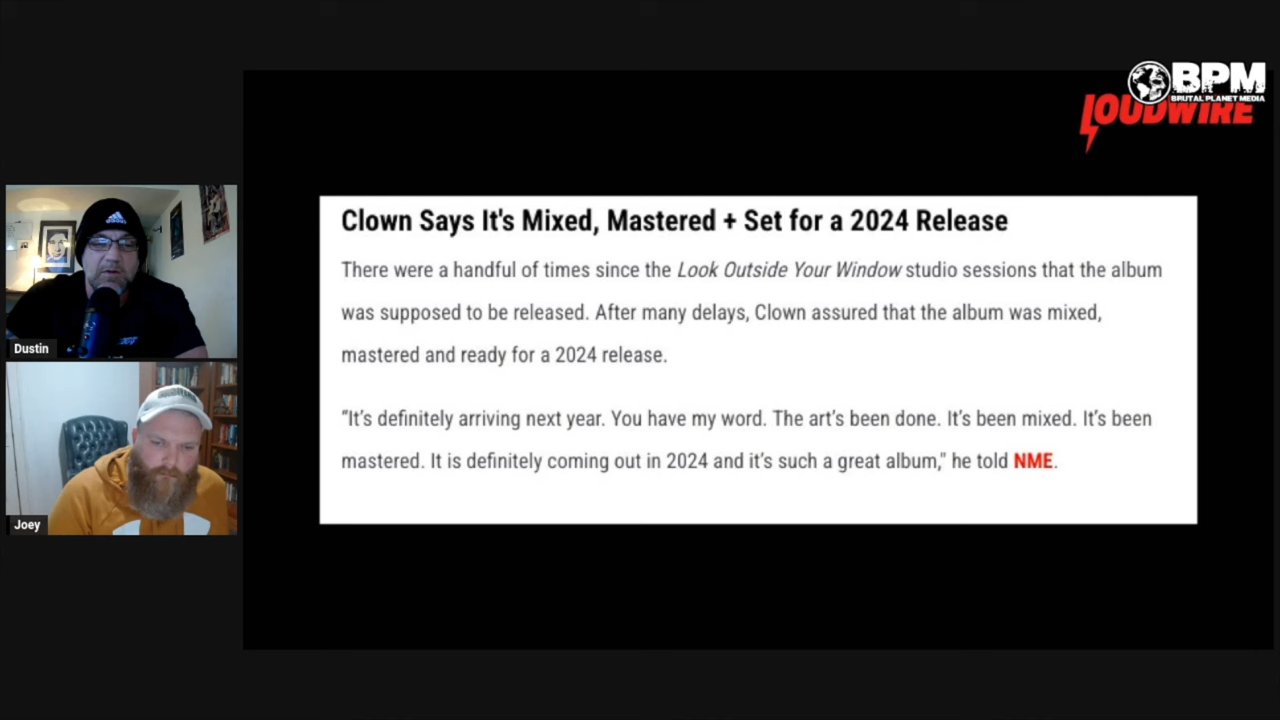 BPM
BRUTAL PLANET MEDIA
LOUDWIRE
Clown Says It's Mixed, Mastered + Set for a 2024 Release
There were a handful of times since the Look Outside Your Window studio sessions that the album
was supposed to be released. After many delays, Clown assured that the album was mixed,
mastered and ready for a 2024 release.
“It’s definitely arriving next year. You have my word. The art’s been done. It’s been mixed. It’s been
mastered. It is definitely coming out in 2024 and it’s such a great album," he told NME.
Dustin
Joey